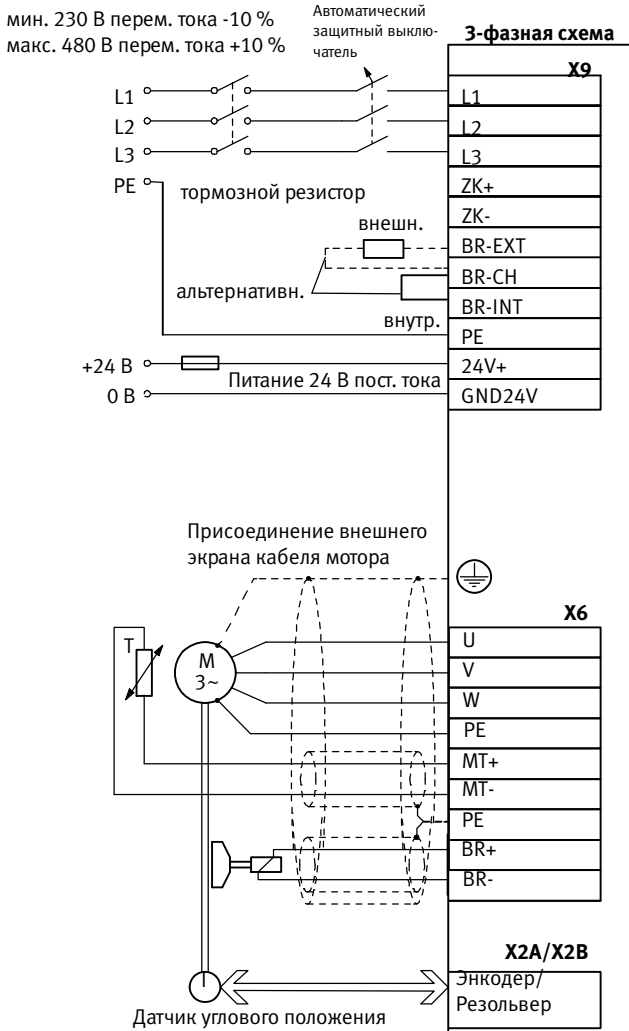 мин. 230 В перем. тока -10 %
макс. 480 В перем. тока +10 %
Автоматический
защитный выклю-
чатель
3-фазная схема
X9
L1
L1
L2
L2
L3
L3
PE
тормозной резистор
ZK+
ZK-
внешн.
BR-EXT
BR-CH
альтернативн.
BR-INT
внутр.
PE
+24 В
24V+
Питание 24 В пост. тока
0 В
GND24V
Присоединение внешнего
экрана кабеля мотора
X6
T
M
3~
U
V
W
PE
MT+
MT-
PE
BR+
BR-
X2A/X2B
Энкодер/
Резольвер
Датчик углового положения